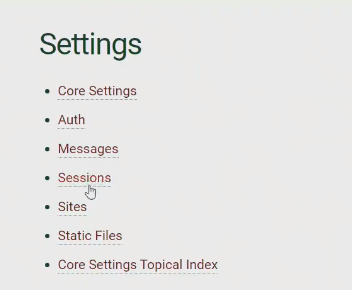 Settings
Core Settings
Auth
Messages
Sessions
Sites
Static Files
Core Settings Topical Index